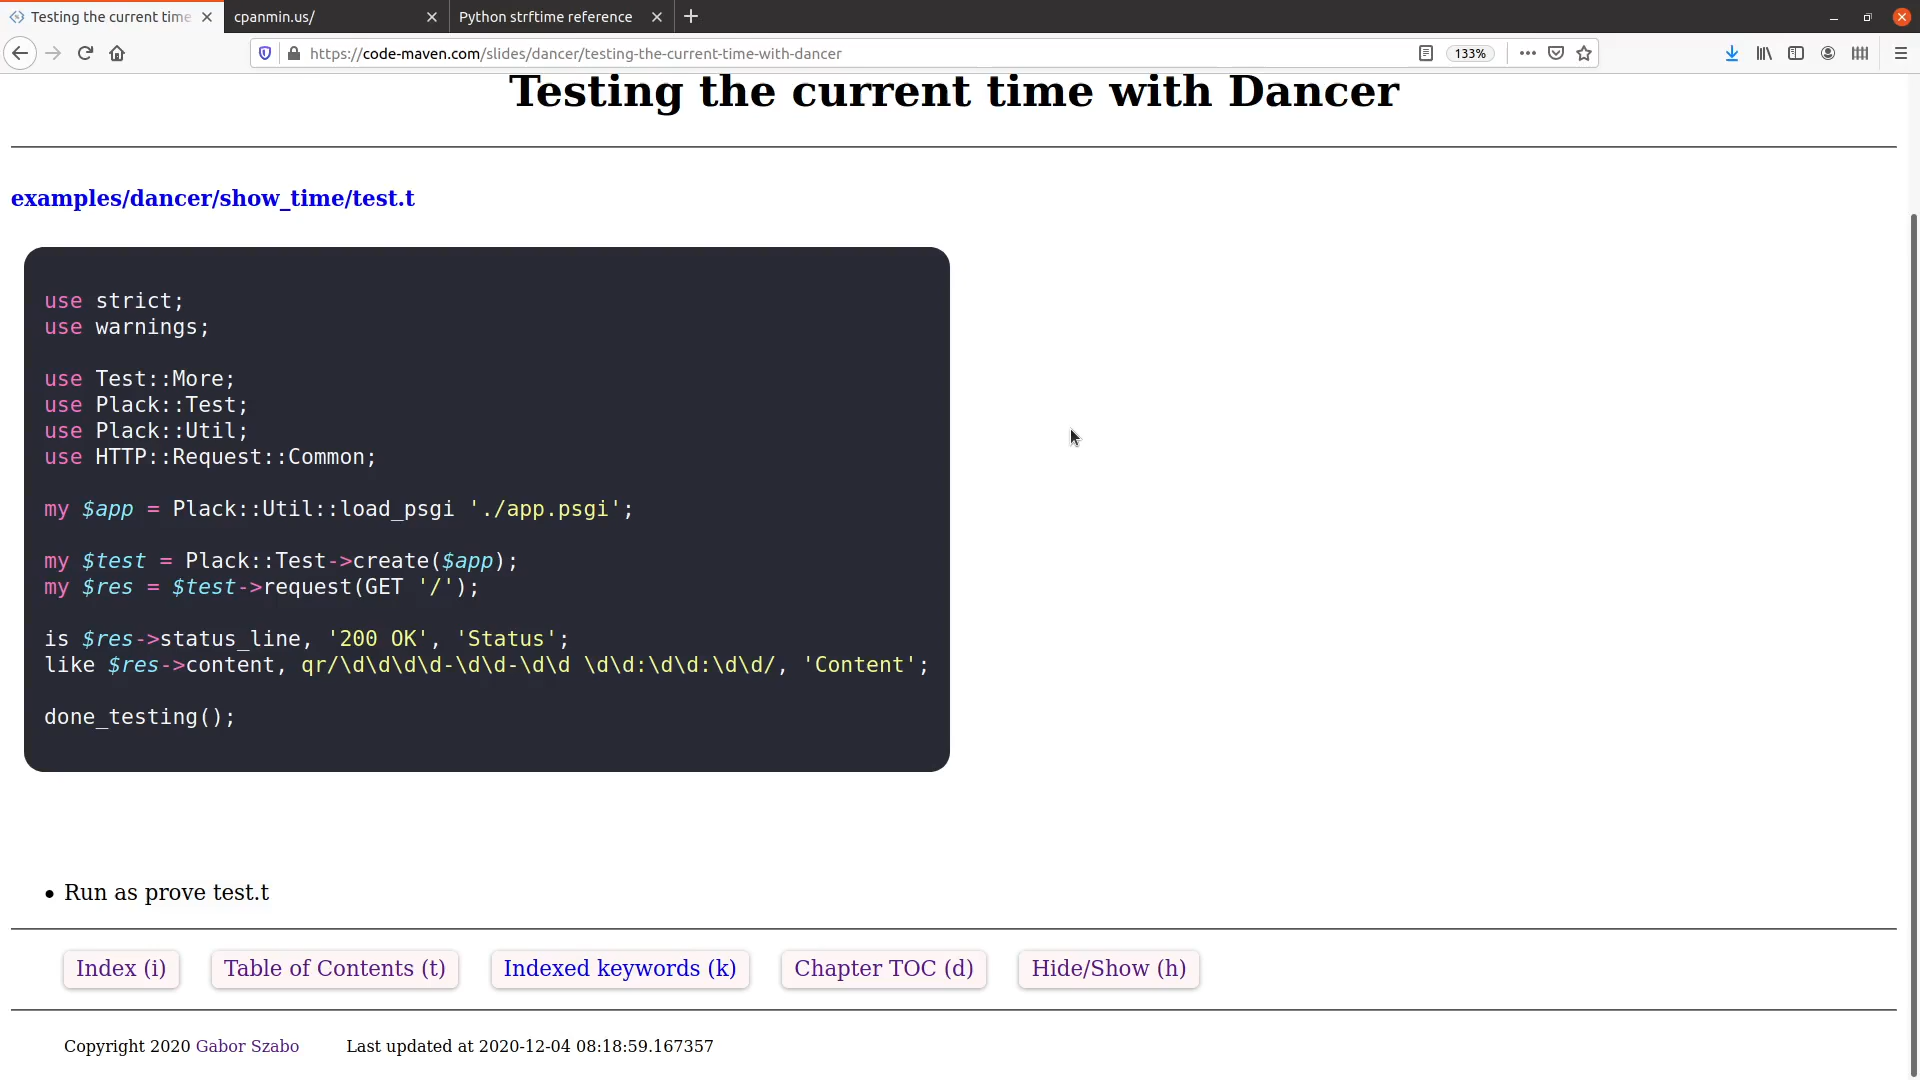 Testing the current time
cpanmin.us/
Python strftime reference
https://code-maven.com/slides/dancer/testing-the-current-time-with-dancer
133%
Testing the current time with Dancer
examples/dancer/show_time/test.t
use strict;
use warnings;
use Test::More;
use Plack::Test;
use Plack::Util;
use HTTP::Request::Common;
my $app = Plack::Util::load_psgi './app.psgi';
my $test = Plack::Test->create($app);
my $res = $test->request(GET '/');
is $res->status_line, '200 OK', 'Status';
like $res->content, qr/\d\d\d\d-\d\d-\d\d \d\d:\d\d:\d\d/, 'Content';
done_testing();
• Run as prove test.t
Index (i) Table of Contents (t) Indexed keywords (k) Chapter TOC (d) Hide/Show (h)
Copyright 2020 Gabor Szabo Last updated at 2020-12-04 08:18:59.167357